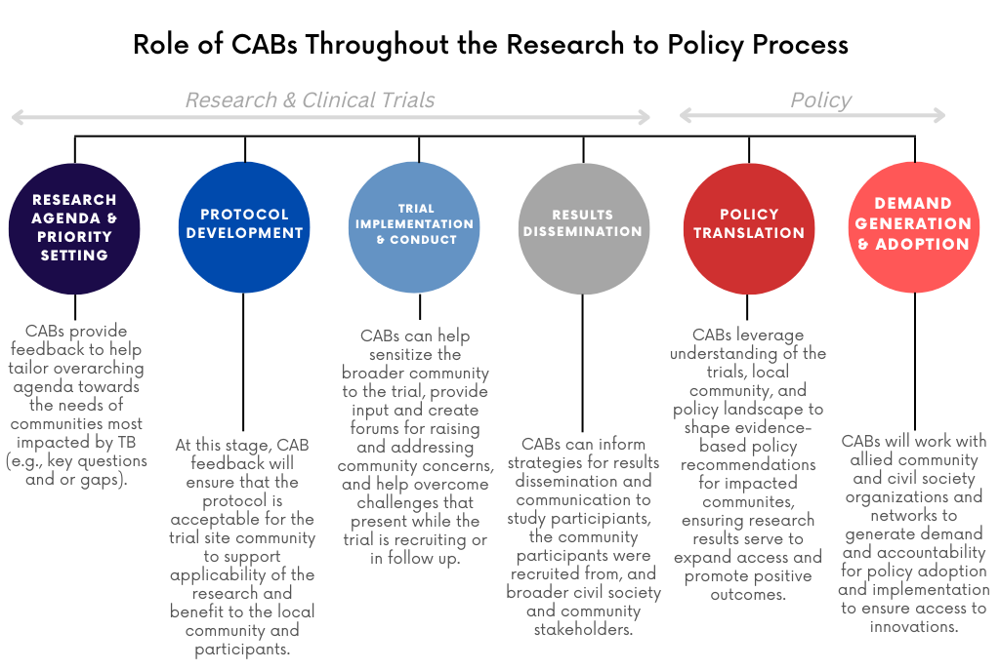 Role of CABs Throughout the Research to Policy Process
Research & Clinical Trials
Policy
RESEARCH
AGENDA &
PRIORITY
SETTING
CABs provide
feedback to help
tailor overarching
agenda towards
the needs of
communities most
impacted by TB
(e.g., key questions
and or gaps).
PROTOCOL
DEVELOPMENT
At this stage, CAB
feedback will
ensure that the
protocol is
acceptable for the
trial site community
to support
applicability of the
research and
benefit to the local
community and
participants.
TRIAL
IMPLEMENTATION
& CONDUCT
CABs can help
sensitize the
broader community
to the trial, provide
input and create
forums for raising
and addressing
community concerns,
and help overcome
challenges that
present while the
trial is recruiting or
in follow up.
RESULTS
DISSEMINATION
CABs can inform
strategies for results
dissemination and
communication to
study participants,
the community
participants were
recruited from, and
broader civil society
and community
stakeholders.
POLICY
TRANSLATION
CABs leverage
understanding of the
trials, local
community, and
policy landscape to
shape evidence-
based policy
recommendations
for impacted
communites,
ensuring research
results serve to
expand access and
promote positive
outcomes.
DEMAND
GENERATION
& ADOPTION
CABs will work with
allied community
and civil society
organizations and
networks to
generate demand
and accountability
for policy adoption
and implementation
to ensure access to
innovations.